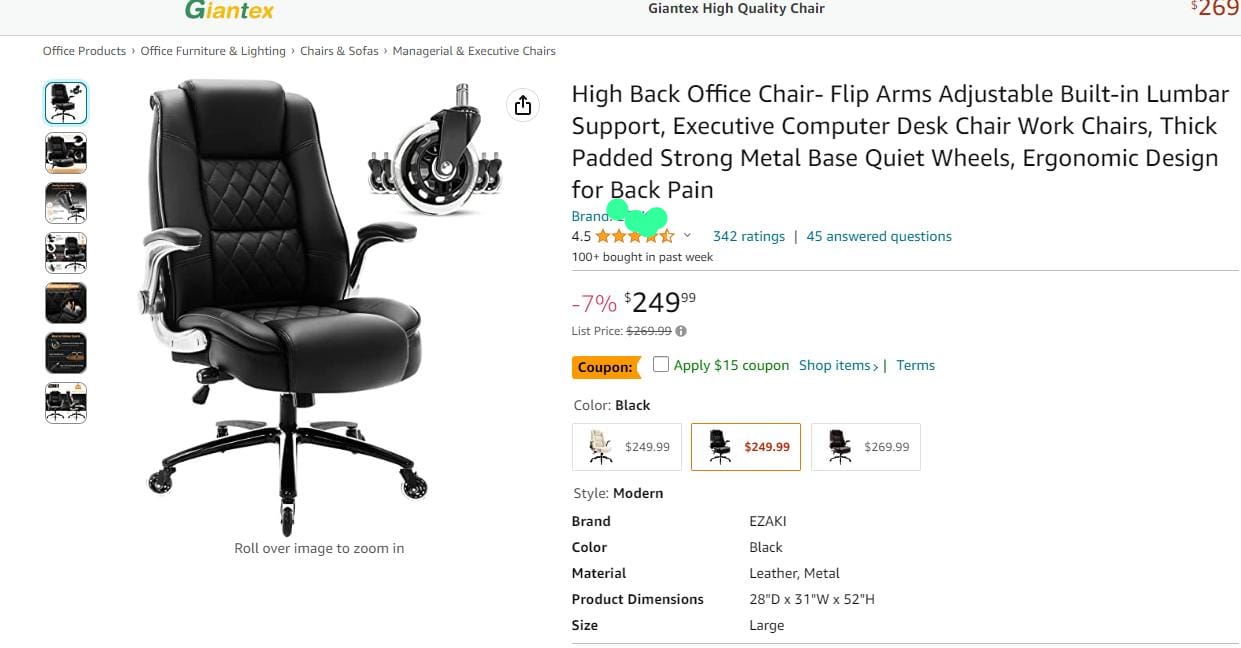 Giantex
Giantex High Quality Chair
$269
Office Products › Office Furniture & Lighting › Chairs & Sofas › Managerial & Executive Chairs
High Back Office Chair- Flip Arms Adjustable Built-in Lumbar
Support, Executive Computer Desk Chair Work Chairs, Thick
Padded Strong Metal Base Quiet Wheels, Ergonomic Design
for Back Pain
Brand:
4.5
342 ratings | 45 answered questions
100+ bought in past week
-7% $249 99
List Price: $269.99
Coupon: Apply $15 coupon Shop items › | Terms
Color: Black
$249.99 $249.99 $269.99
Style: Modern
Brand EZAKI
Color Black
Material Leather, Metal
Product Dimensions 28"D x 31"W x 52"H
Size Large
Roll over image to zoom in